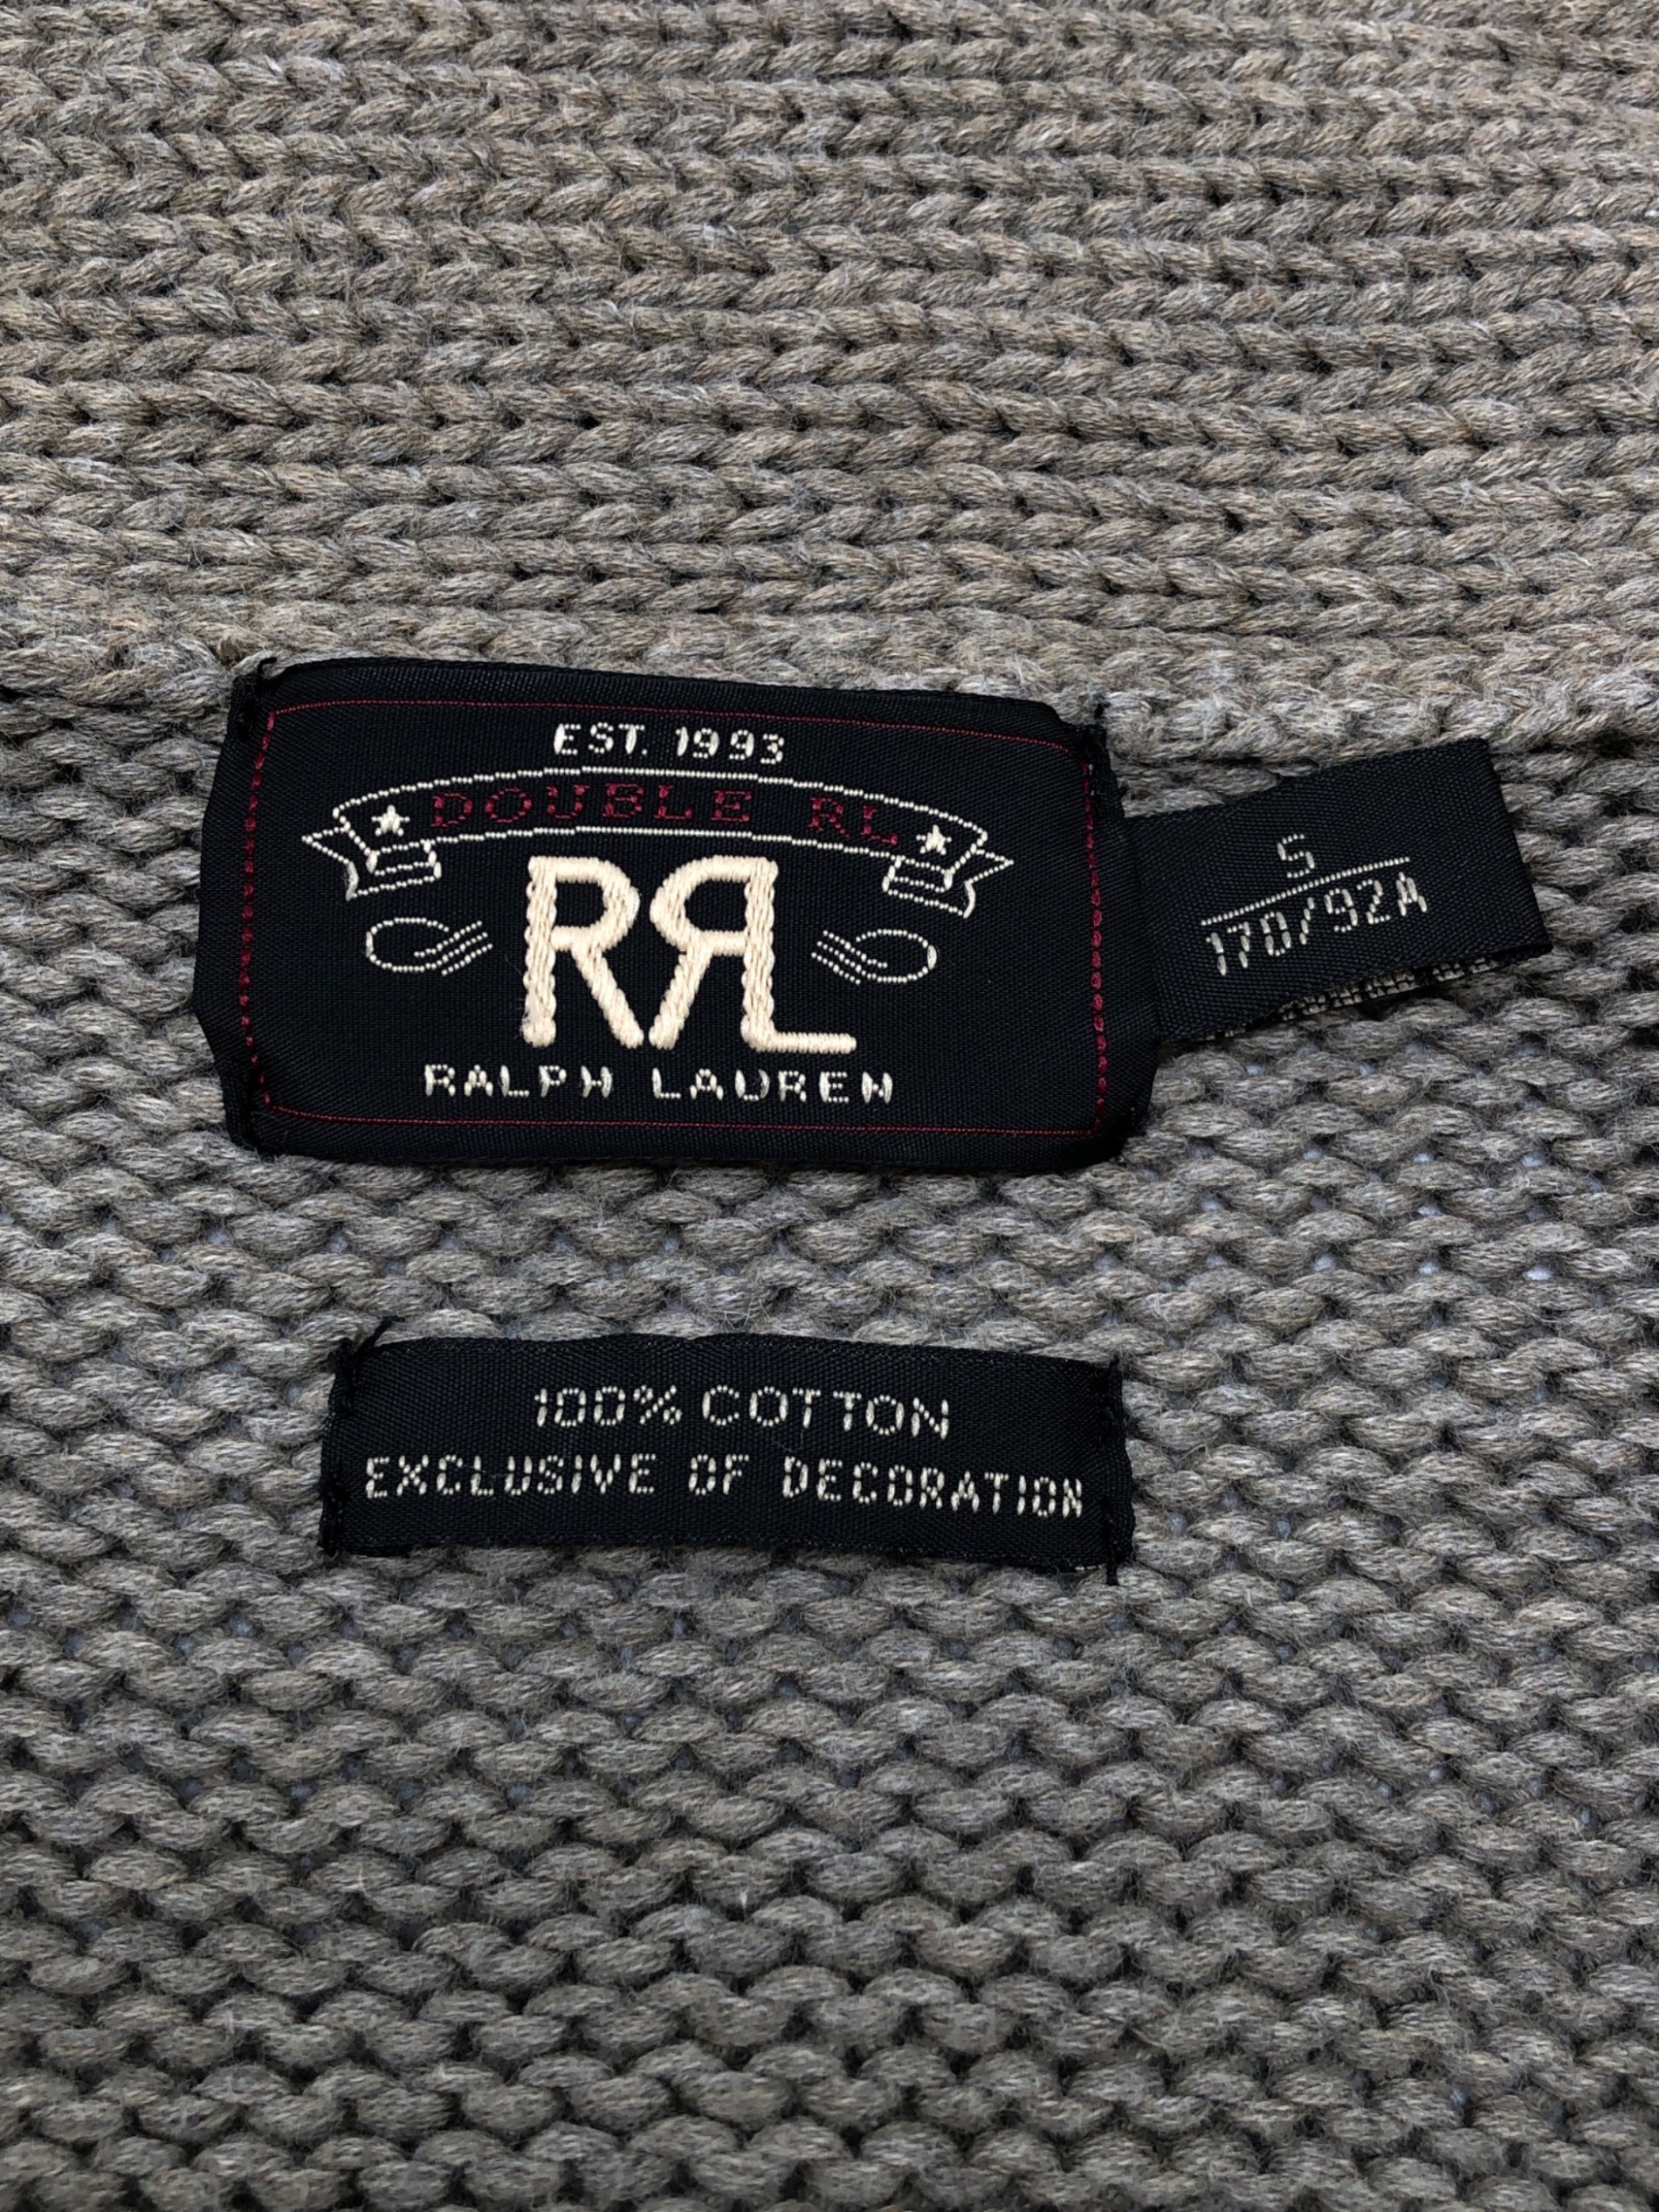 EST. 1993
DOUBLE RL
RRL
RALPH LAUREN
S
170/92A
100% COTTON
EXCLUSIVE OF DECORATION